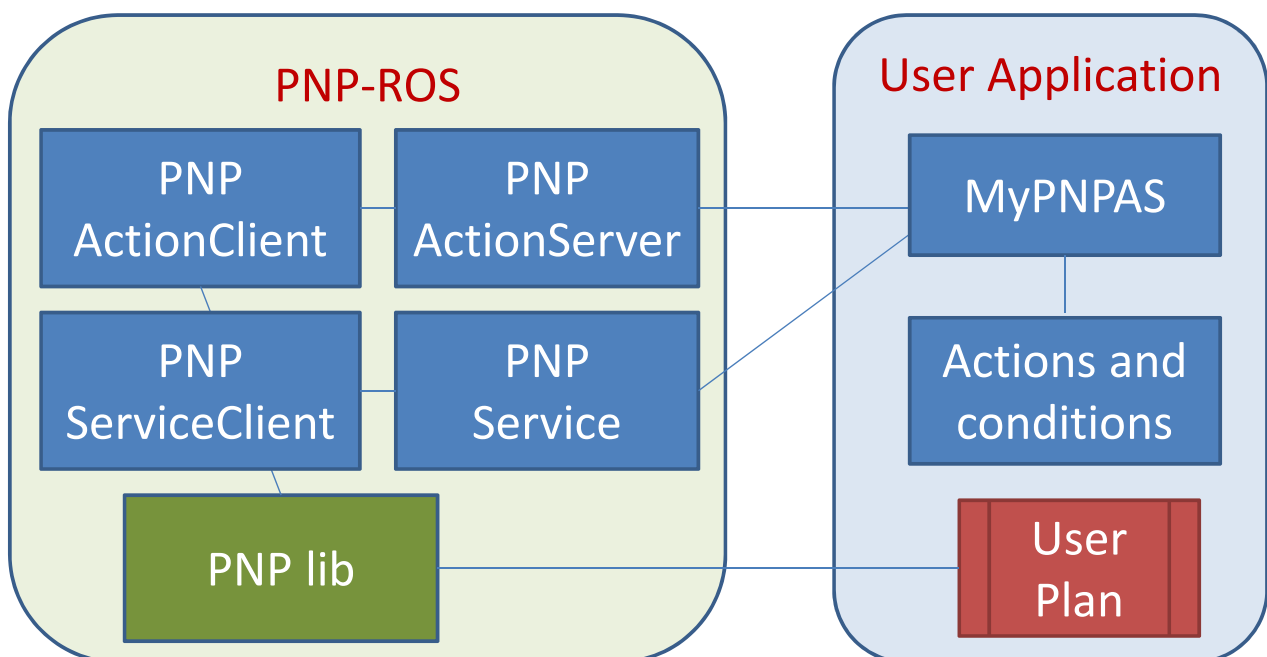 PNP-ROS
PNP
ActionClient
PNP
ActionServer
PNP
ServiceClient
PNP
Service
PNP lib
User Application
MyPNPAS
Actions and
conditions
User
Plan